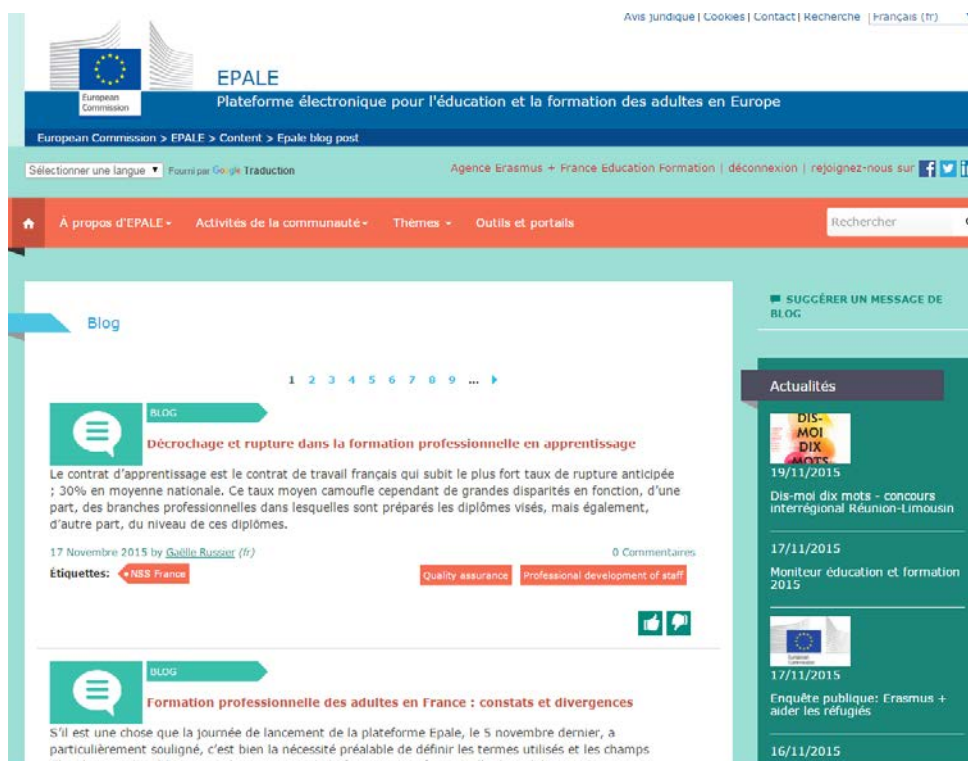 Avis juridique | Cookies | Contact | Recherche Français (fr)
European
Commission
EPALE
Plateforme électronique pour l'éducation et la formation des adultes en Europe
European Commission > EPALE > Content > Epale blog post
Sélectionner une langue Fourni par Google Traduction
Agence Erasmus + France Education Formation | déconnexion | rejoignez-nous sur
À propos d'EPALE
Activités de la communauté
Thèmes
Outils et portails
Rechercher
Blog
1 2 3 4 5 6 7 8 9 ...
BLOG
Décrochage et rupture dans la formation professionnelle en apprentissage
Le contrat d'apprentissage est le contrat de travail français qui subit le plus fort taux de rupture anticipée
; 30% en moyenne nationale. Ce taux moyen camoufle cependant de grandes disparités en fonction, d'une
part, des branches professionnelles dans lesquelles sont préparés les diplômes visés, mais également,
d'autre part, du niveau de ces diplômes.
17 Novembre 2015 by Gaëlle Russier (fr)
0 Commentaires
Étiquettes: NSS France
Quality assurance
Professional development of staff
BLOG
Formation professionnelle des adultes en France : constats et divergences
S'il est une chose que la journée de lancement de la plateforme Epale, le 5 novembre dernier, a
particulièrement souligné, c'est bien la nécessité préalable de définir les termes utilisés et les champs
SUGGÉRER UN MESSAGE DE
BLOG
Actualités
DIS-
MOI
DIX
MOTS
19/11/2015
Dis-moi dix mots - concours
interrégional Réunion-Limousin
17/11/2015
Moniteur éducation et formation
2015
17/11/2015
Enquête publique: Erasmus +
aider les réfugiés
16/11/2015